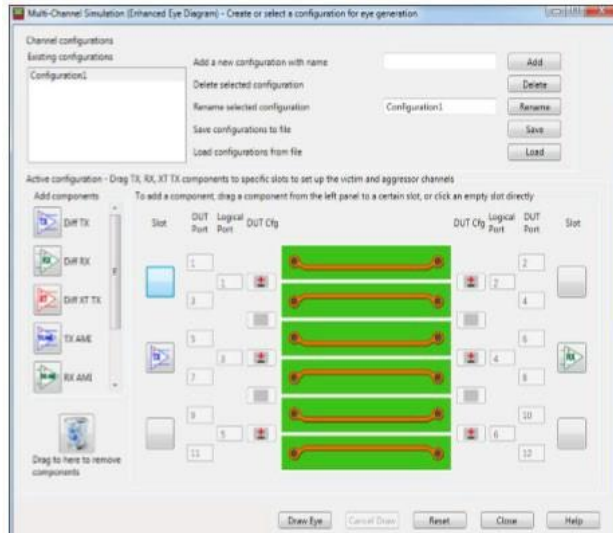 Multi-Channel Simulation (Enhanced Eye Diagram) - Create or select a configuration for eye generation
Channel configurations
Existing configurations
Configuration1
Add a new configuration with name
Add
Delete selected configuration
Delete
Rename selected configuration
Configuration1
Rename
Save configurations to file
Save
Load configurations from file
Load
Active configuration - Drag TX, RX, XT TX components to specific slots to set up the victim and aggressor channels
Add components
To add a component, drag a component from the left panel to a certain slot, or click an empty slot directly
Diff TX
Diff RX
Diff XT TX
TX AMI
RX AMI
Drag to here to remove
components
Slot
DUT Port
Logical Port
DUT Cfg
DUT Cfg
Logical Port
DUT Port
Slot
1
1
2
2
3
4
5
TX
3
4
6
RX
7
8
9
5
6
10
11
12
Draw Eye
Cancel Draw
Reset
Close
Help